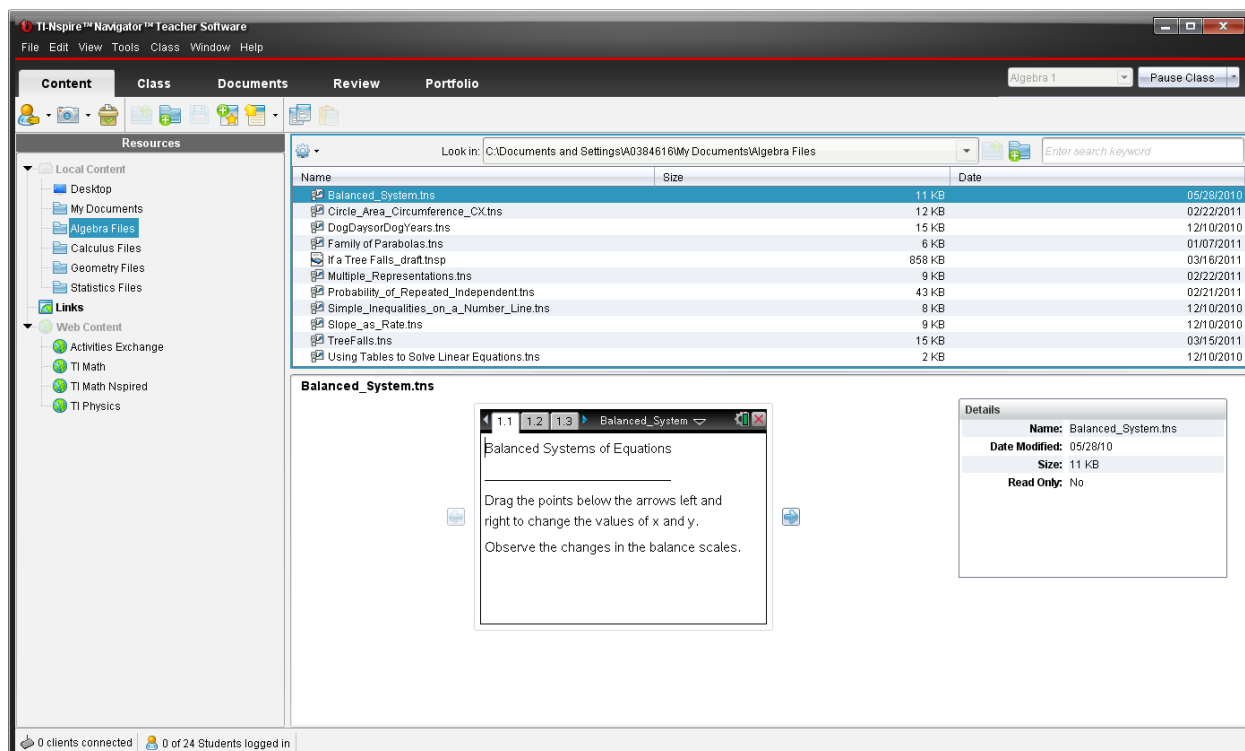 TI-Nspire™ Navigator™ Teacher Software
File Edit View Tools Class Window Help
Content Class Documents Review Portfolio
Algebra 1
Pause Class
Resources
Local Content
Desktop
My Documents
Algebra Files
Calculus Files
Geometry Files
Statistics Files
Links
Web Content
Activities Exchange
TI Math
TI Math Nspired
TI Physics
Look in: C:\Documents and Settings\A0384616\My Documents\Algebra Files
Enter search keyword
Name Size Date
Balanced_System.tns 11 KB 05/28/2010
Circle_Area_Circumference_CX.tns 12 KB 02/22/2011
DogDaysorDogYears.tns 15 KB 12/10/2010
Family of Parabolas.tns 6 KB 01/07/2011
If a Tree Falls_draft.tnsp 858 KB 03/16/2011
Multiple_Representations.tns 9 KB 02/22/2011
Probability_of_Repeated_Independent.tns 43 KB 02/21/2011
Simple_Inequalities_on_a_Number_Line.tns 8 KB 12/10/2010
Slope_as_Rate.tns 9 KB 12/10/2010
TreeFalls.tns 15 KB 03/15/2011
Using Tables to Solve Linear Equations.tns 2 KB 12/10/2010
Balanced_System.tns
1.1 1.2 1.3 Balanced_System
Balanced Systems of Equations
Drag the points below the arrows left and
right to change the values of x and y.
Observe the changes in the balance scales.
Details
Name: Balanced_System.tns
Date Modified: 05/28/10
Size: 11 KB
Read Only: No
0 clients connected
0 of 24 Students logged in